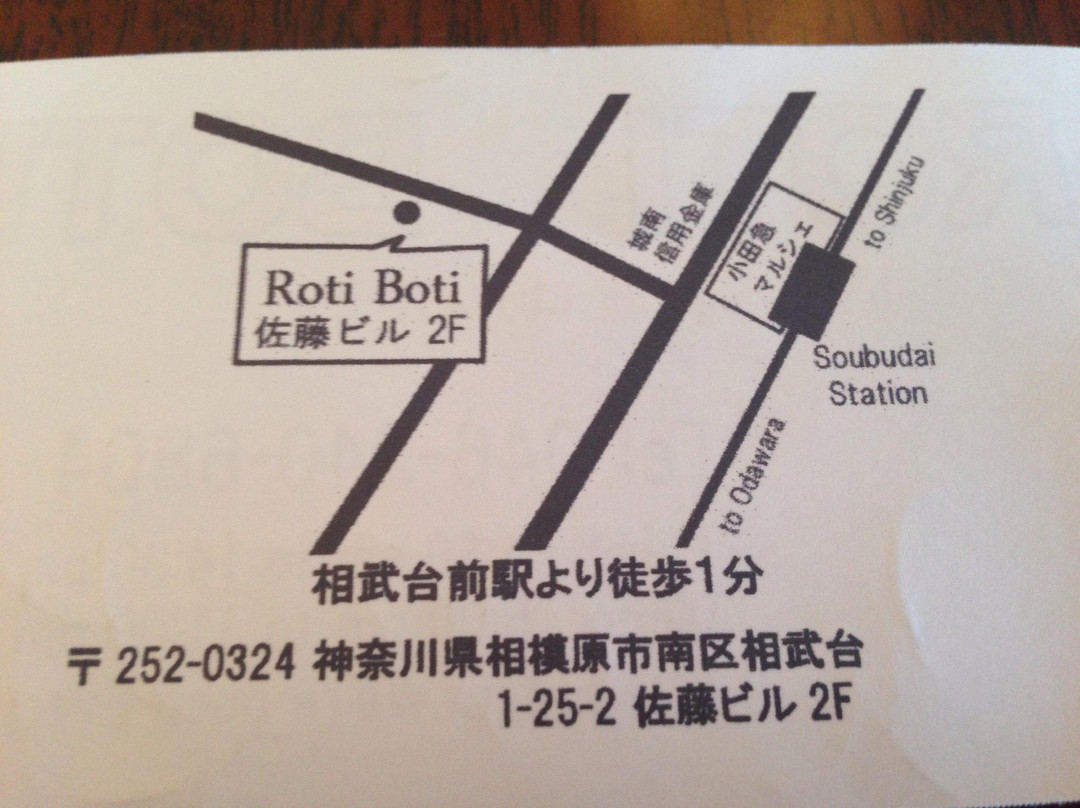 城南
信用金庫
to Shinjuku
小田急
マルシェ
Roti Boti
佐藤ビル 2F
Soubudai
Station
to Odawara
相武台前駅より徒歩1分
〒252-0324 神奈川県相模原市南区相武台
1-25-2 佐藤ビル 2F